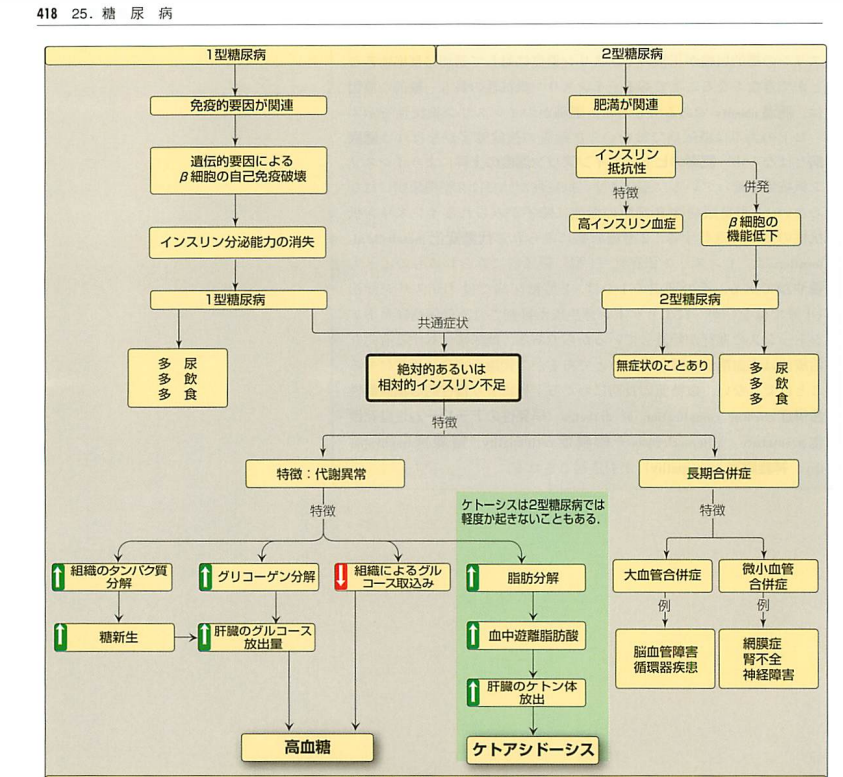 418 25. 糖 尿 病
1型糖尿病
2型糖尿病
免疫的要因が関連
肥満が関連
遺伝的要因による
β細胞の自己免疫破壊
インスリン
抵抗性
特徴
併発
高インスリン血症
β細胞の
機能低下
インスリン分泌能力の消失
1型糖尿病
2型糖尿病
共通症状
多 尿
多 飲
多 食
絶対的あるいは
相対的インスリン不足
無症状のことあり
多 尿
多 飲
多 食
特徴
特徴：代謝異常
長期合併症
特徴
特徴
ケトーシスは2型糖尿病では
軽度か起きないこともある.
組織のタンパク質
分解
グリコーゲン分解
組織によるグル
コース取込み
脂肪分解
大血管合併症
微小血管
合併症
例
例
糖新生
肝臓のグルコース
放出量
血中遊離脂肪酸
脳血管障害
循環器疾患
網膜症
腎不全
神経障害
肝臓のケトン体
放出
高血糖
ケトアシドーシス